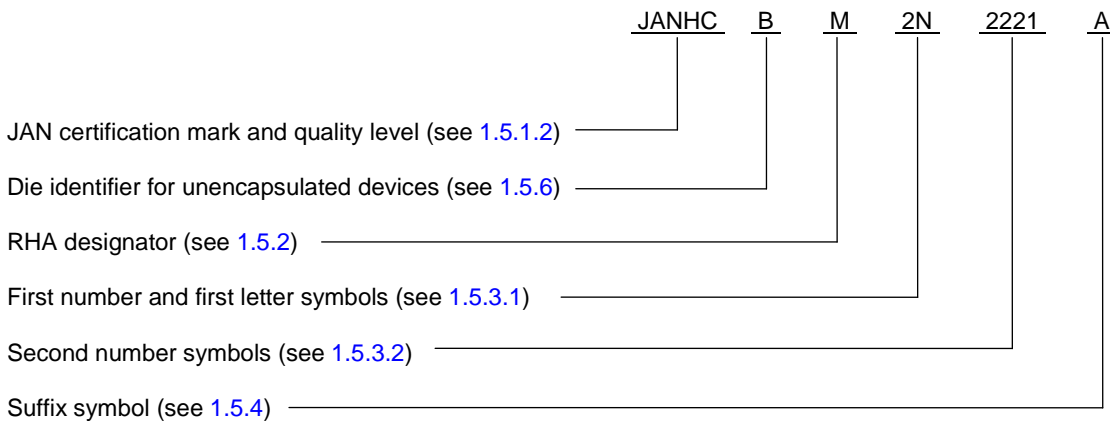 JANHC B M 2N 2221 A
JAN certification mark and quality level (see 1.5.1.2)
Die identifier for unencapsulated devices (see 1.5.6)
RHA designator (see 1.5.2)
First number and first letter symbols (see 1.5.3.1)
Second number symbols (see 1.5.3.2)
Suffix symbol (see 1.5.4)